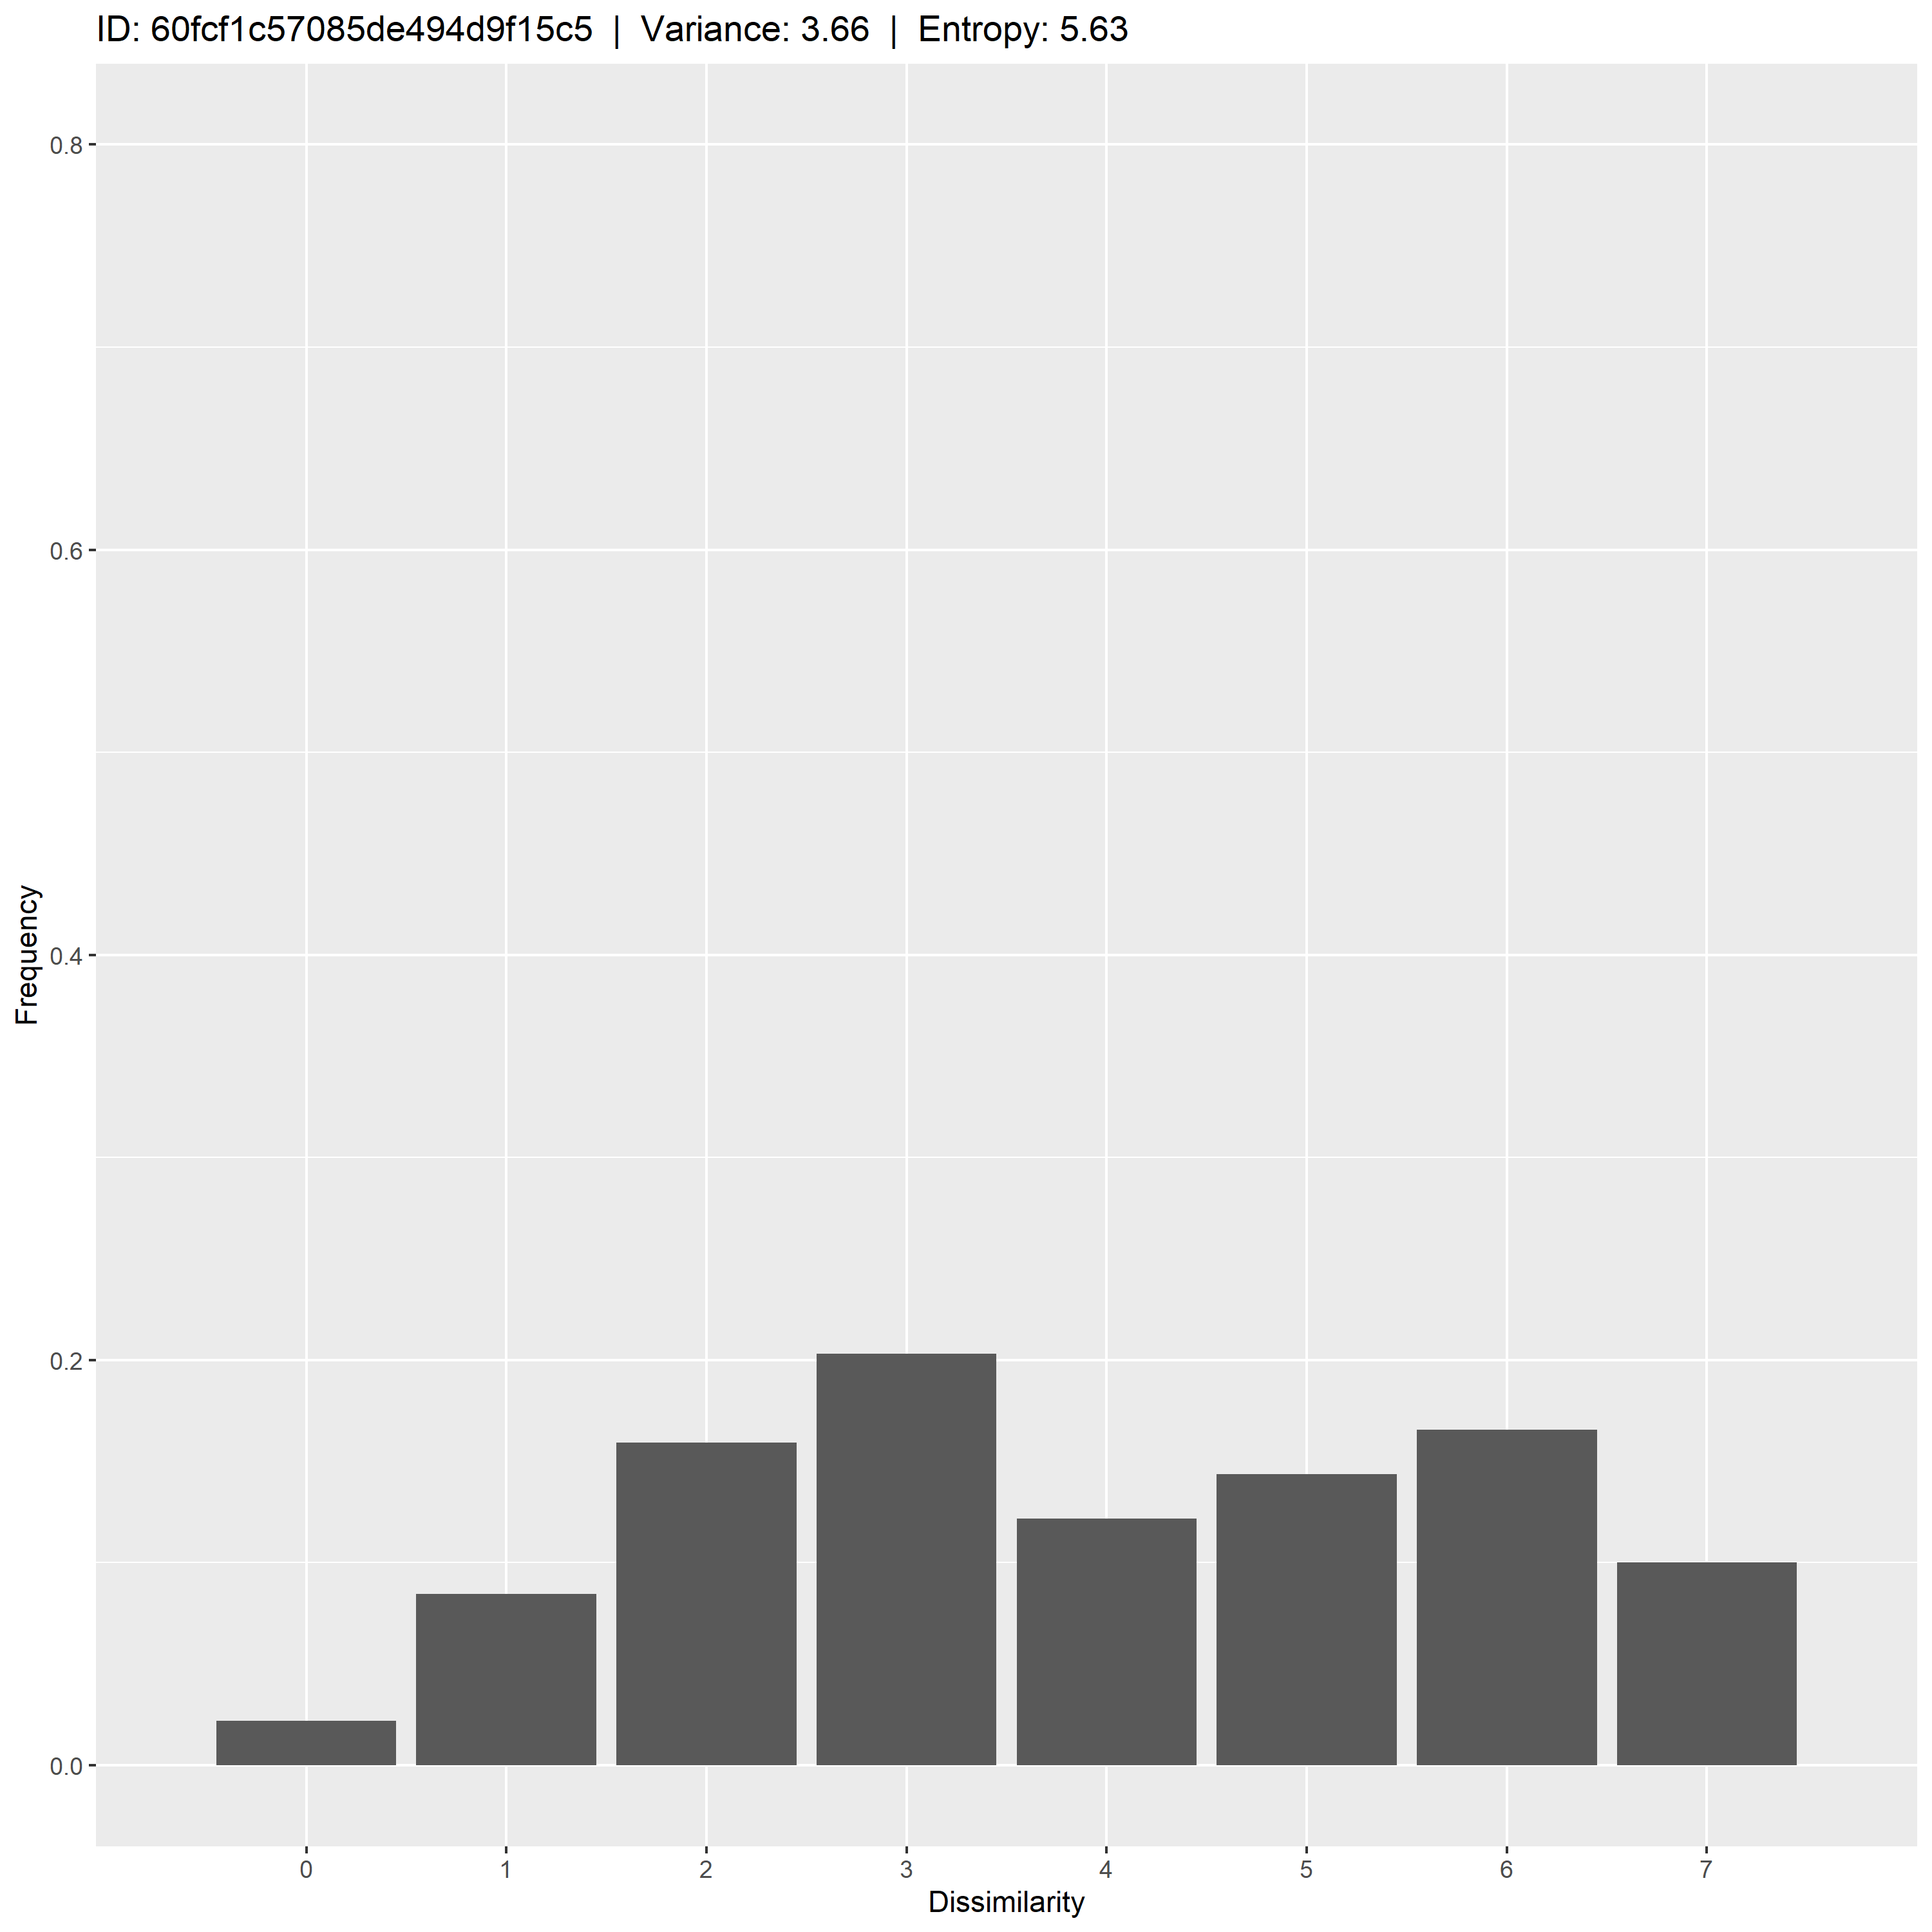 ID: 60fcf1c57085de494d9f15c5 | Variance: 3.66 | Entropy: 5.63
0.8
0.6
0.4
0.2
0.0
Frequency
0 1 2 3 4 5 6 7
Dissimilarity